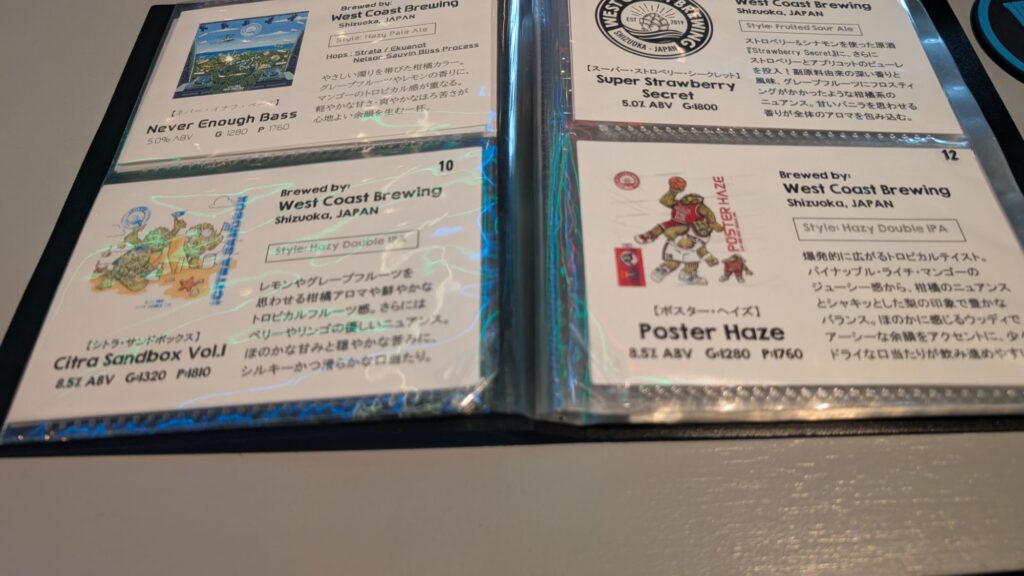 Brewed by:
West Coast Brewing
Shizuoka, JAPAN
Style: Hazy Pale Ale
Hops : Strata / Ekuanot
Nelson Sauvin Bliss Process
やさしい濁りを帯びた柑橘カラー。
グレープフルーツやレモンの香りに、
マンゴーのトロピカル感が重なる。
軽やかな甘さ・爽やかなほろ苦さが
心地よい余韻を生む一杯。
【ネバー・イナフ・ベース】
Never Enough Bass
5.0% ABV G:1280 P:1760
10
Brewed by:
West Coast Brewing
Shizuoka, JAPAN
Style: Hazy Double IPA
CITRA SANDBOX
レモンやグレープフルーツを
思わせる柑橘アロマや鮮やかな
トロピカルフルーツ感。さらには
ベリーやリンゴの優しいニュアンス。
ほのかな甘みと穏やかな苦みに、
シルキーかつ滑らかな口当たり。
【シトラ・サンドボックス】
Citra Sandbox Vol.1
8.5% ABV G:1320 P:1810
WEST COAST BREWING
EST 2019
SHIZUOKA - JAPAN
West Coast Brewing
Shizuoka, JAPAN
Style: Fruited Sour Ale
ストロベリー&シナモンを使った原酒
『Strawberry Secret』に、さらに
ストロベリーとアプリコットのピューレ
を投入!副原料由来の深い香りと
風味、グレープフルーツにフロスティ
ングがかかったような柑橘系の
ニュアンス。甘いバニラを思わせる
香りが全体のアロマを包み込む。
【スーパー・ストロベリー・シークレット】
Super Strawberry
Secret
5.0% ABV G:1800
12
Brewed by:
West Coast Brewing
Shizuoka, JAPAN
Style: Hazy Double IPA
POSTER HAZE
爆発的に広がるトロピカルテイスト。
パイナップル・ライチ・マンゴーの
ジューシー感から、柑橘のニュアンス
とシャキッとした梨の印象で豊かな
バランス。ほのかに感じるウッディで
アーシーな余韻をアクセントに、少し
ドライな口当たりが飲み進めやす
【ポスター・ヘイズ】
Poster Haze
8.5% ABV G:1280 P:1760